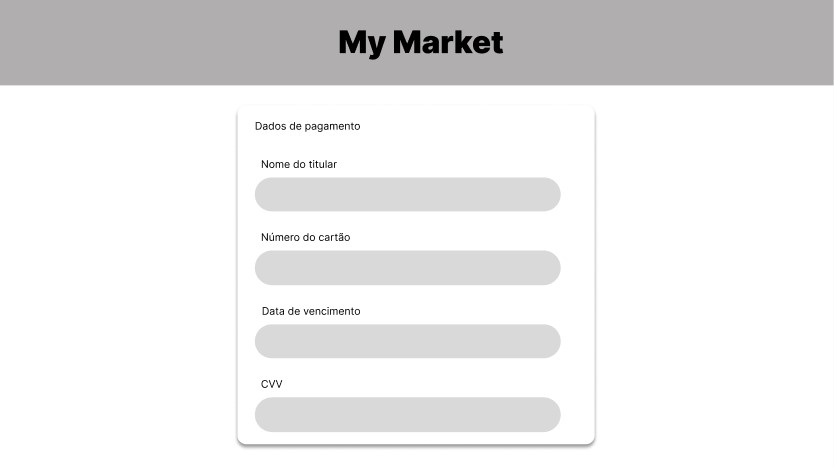 My Market
Dados de pagamento
Nome do titular
Número do cartão
Data de vencimento
CVV